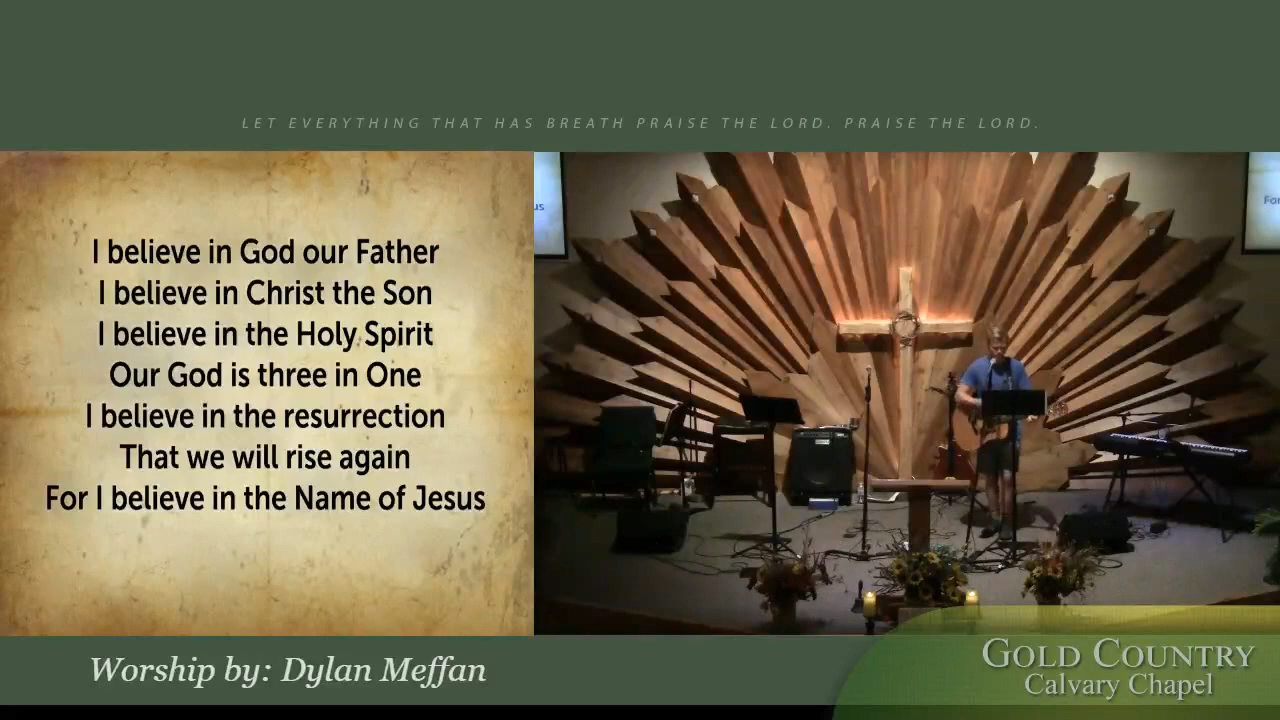 LET EVERYTHING THAT HAS BREATH PRAISE THE LORD. PRAISE THE LORD.
I believe in God our Father
I believe in Christ the Son
I believe in the Holy Spirit
Our God is three in One
I believe in the resurrection
That we will rise again
For I believe in the Name of Jesus
us
For
Worship by: Dylan Meffan
GOLD COUNTRY
Calvary Chapel